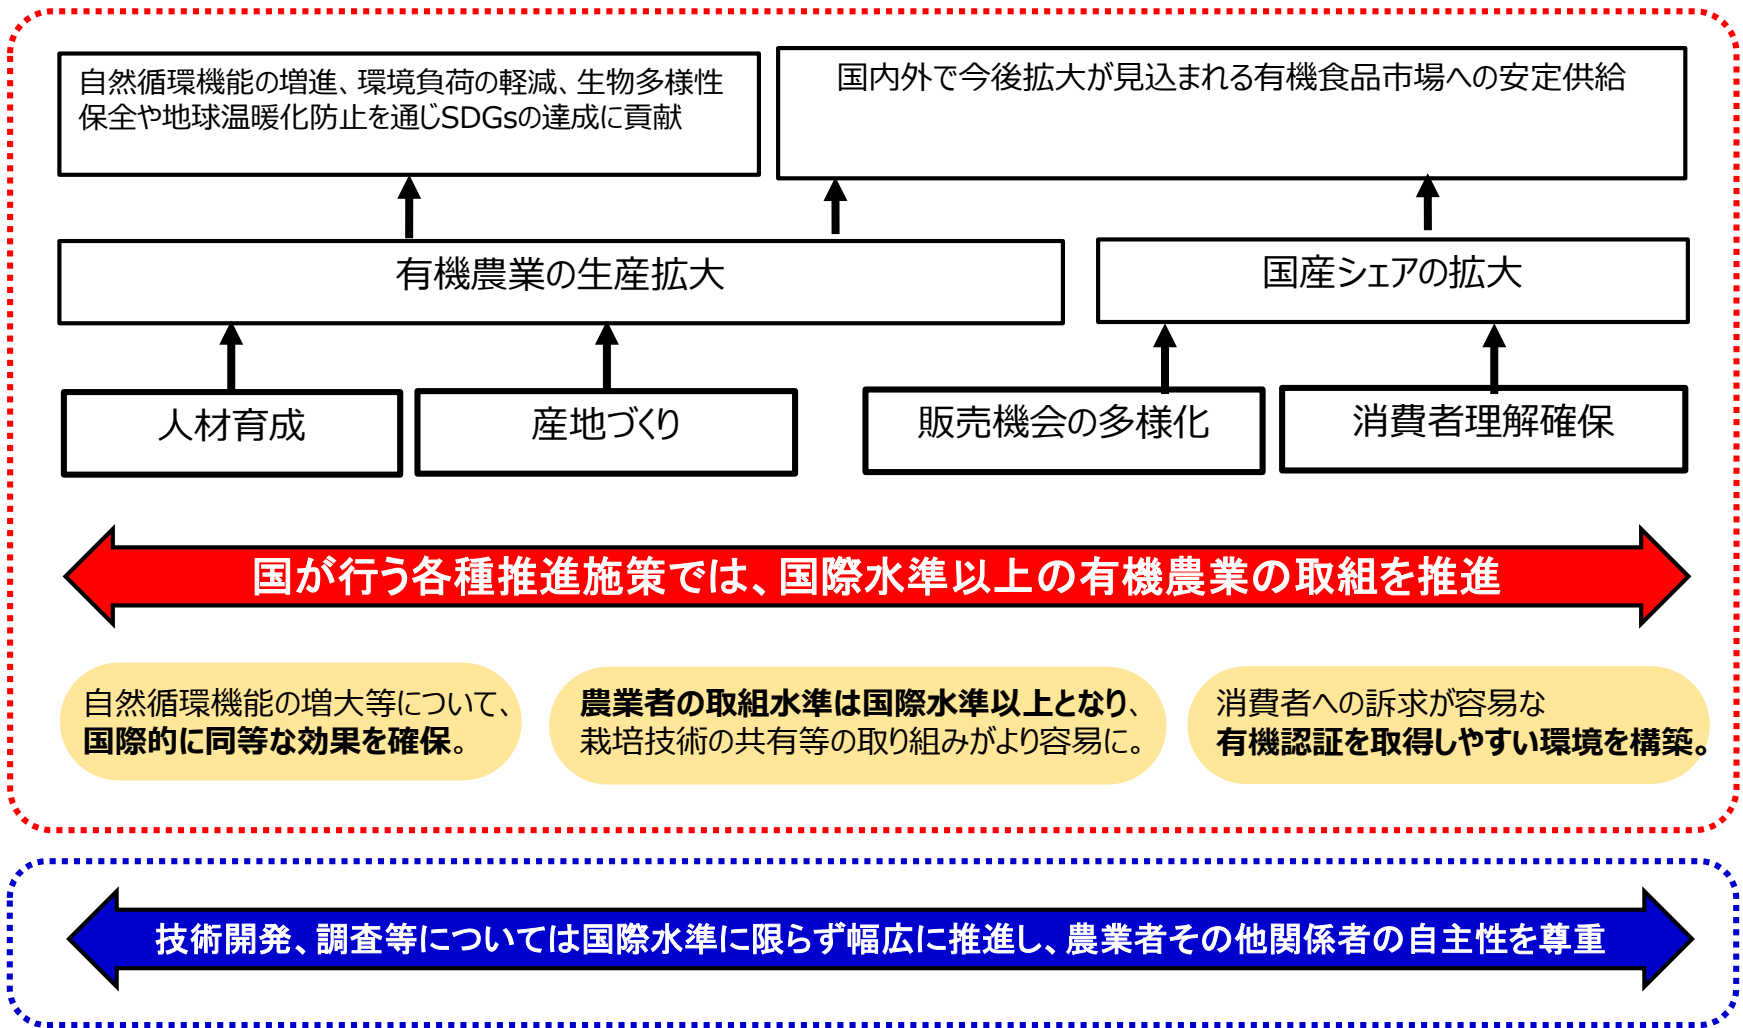 自然循環機能の増進、環境負荷の軽減、生物多様性
保全や地球温暖化防止を通じSDGsの達成に貢献
国内外で今後拡大が見込まれる有機食品市場への安定供給
有機農業の生産拡大
国産シェアの拡大
人材育成
産地づくり
販売機会の多様化
消費者理解確保
国が行う各種推進施策では、国際水準以上の有機農業の取組を推進
自然循環機能の増大等について、
国際的に同等な効果を確保。
農業者の取組水準は国際水準以上となり、
栽培技術の共有等の取り組みがより容易に。
消費者への訴求が容易な
有機認証を取得しやすい環境を構築。
技術開発、調査等については国際水準に限らず幅広に推進し、農業者その他関係者の自主性を尊重